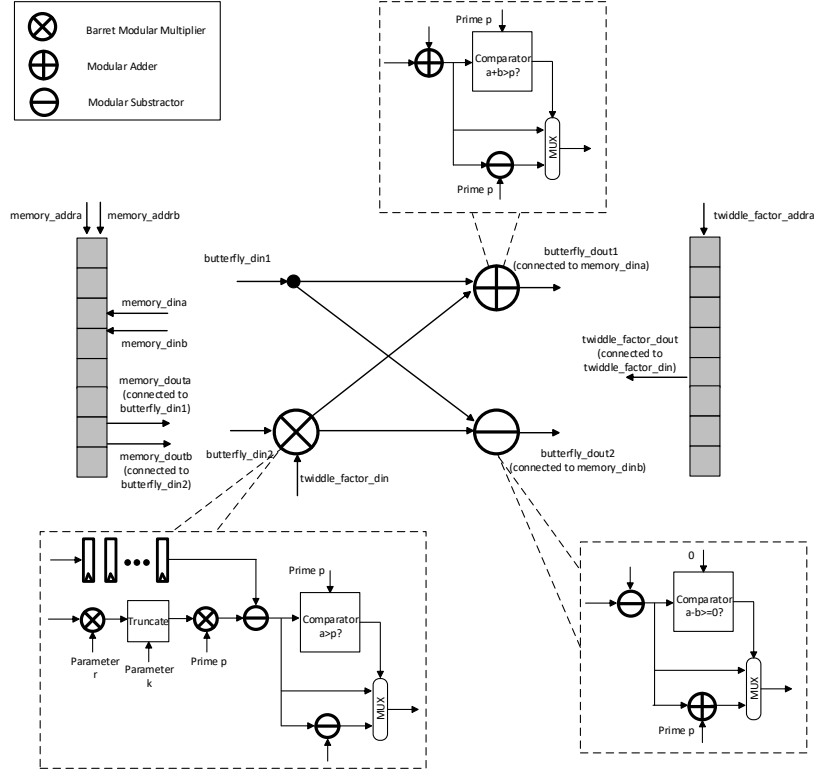 Barret Modular Multiplier
Modular Adder
Modular Substractor
Prime p
Comparator
a+b>p?
MUX
Prime p
memory_addra
memory_addrb
memory_dina
memory_dinb
memory_douta
(connected to
butterfly_din1)
memory_doutb
(connected to
butterfly_din2)
butterfly_din1
butterfly_din2
twiddle_factor_din
butterfly_dout1
(connected to memory_dina)
butterfly_dout2
(connected to memory_dinb)
twiddle_factor_addra
twiddle_factor_dout
(connected to
twiddle_factor_din)
Prime p
Comparator
a>p?
Truncate
Parameter
r
Parameter
k
Prime p
MUX
0
Comparator
a-b>=0?
MUX
Prime p